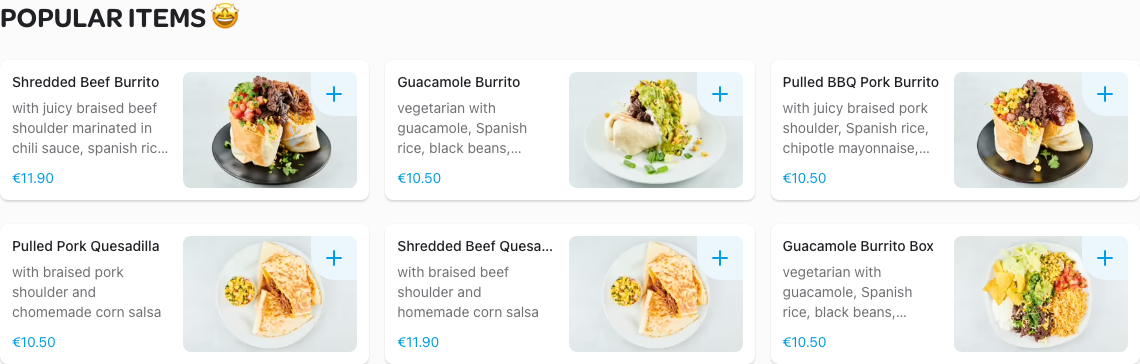 POPULAR ITEMS 🤩
Shredded Beef Burrito
with juicy braised beef
shoulder marinated in
chili sauce, spanish ric...
€11.90
Guacamole Burrito
vegetarian with
guacamole, Spanish
rice, black beans,...
€10.50
Pulled BBQ Pork Burrito
with juicy braised pork
shoulder, Spanish rice,
chipotle mayonnaise,...
€10.50
Pulled Pork Quesadilla
with braised pork
shoulder and
chomemade corn salsa
€10.50
Shredded Beef Quesa...
with braised beef
shoulder and
homemade corn salsa
€11.90
Guacamole Burrito Box
vegetarian with
guacamole, Spanish
rice, black beans,...
€10.50